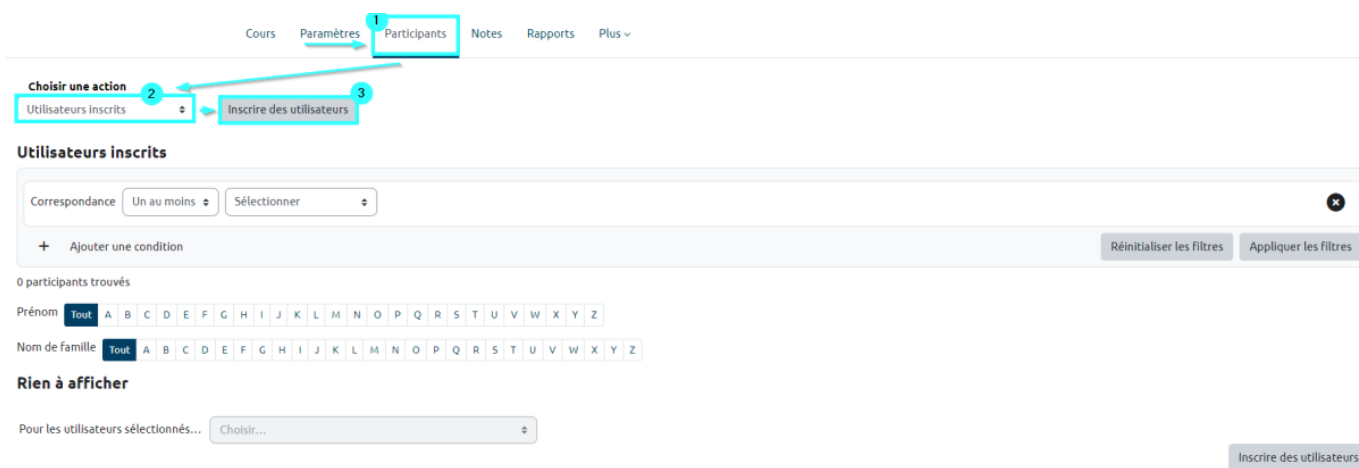 1
Cours Paramètres Participants Notes Rapports Plus
Choisir une action
2 3
Utilisateurs inscrits Inscrire des utilisateurs
Utilisateurs inscrits
Correspondance Un au moins Sélectionner
+ Ajouter une condition Réinitialiser les filtres Appliquer les filtres
0 participants trouvés
Prénom Tout A B C D E F G H I J K L M N O P Q R S T U V W X Y Z
Nom de famille Tout A B C D E F G H I J K L M N O P Q R S T U V W X Y Z
Rien à afficher
Pour les utilisateurs sélectionnés... Choisir...
Inscrire des utilisateurs